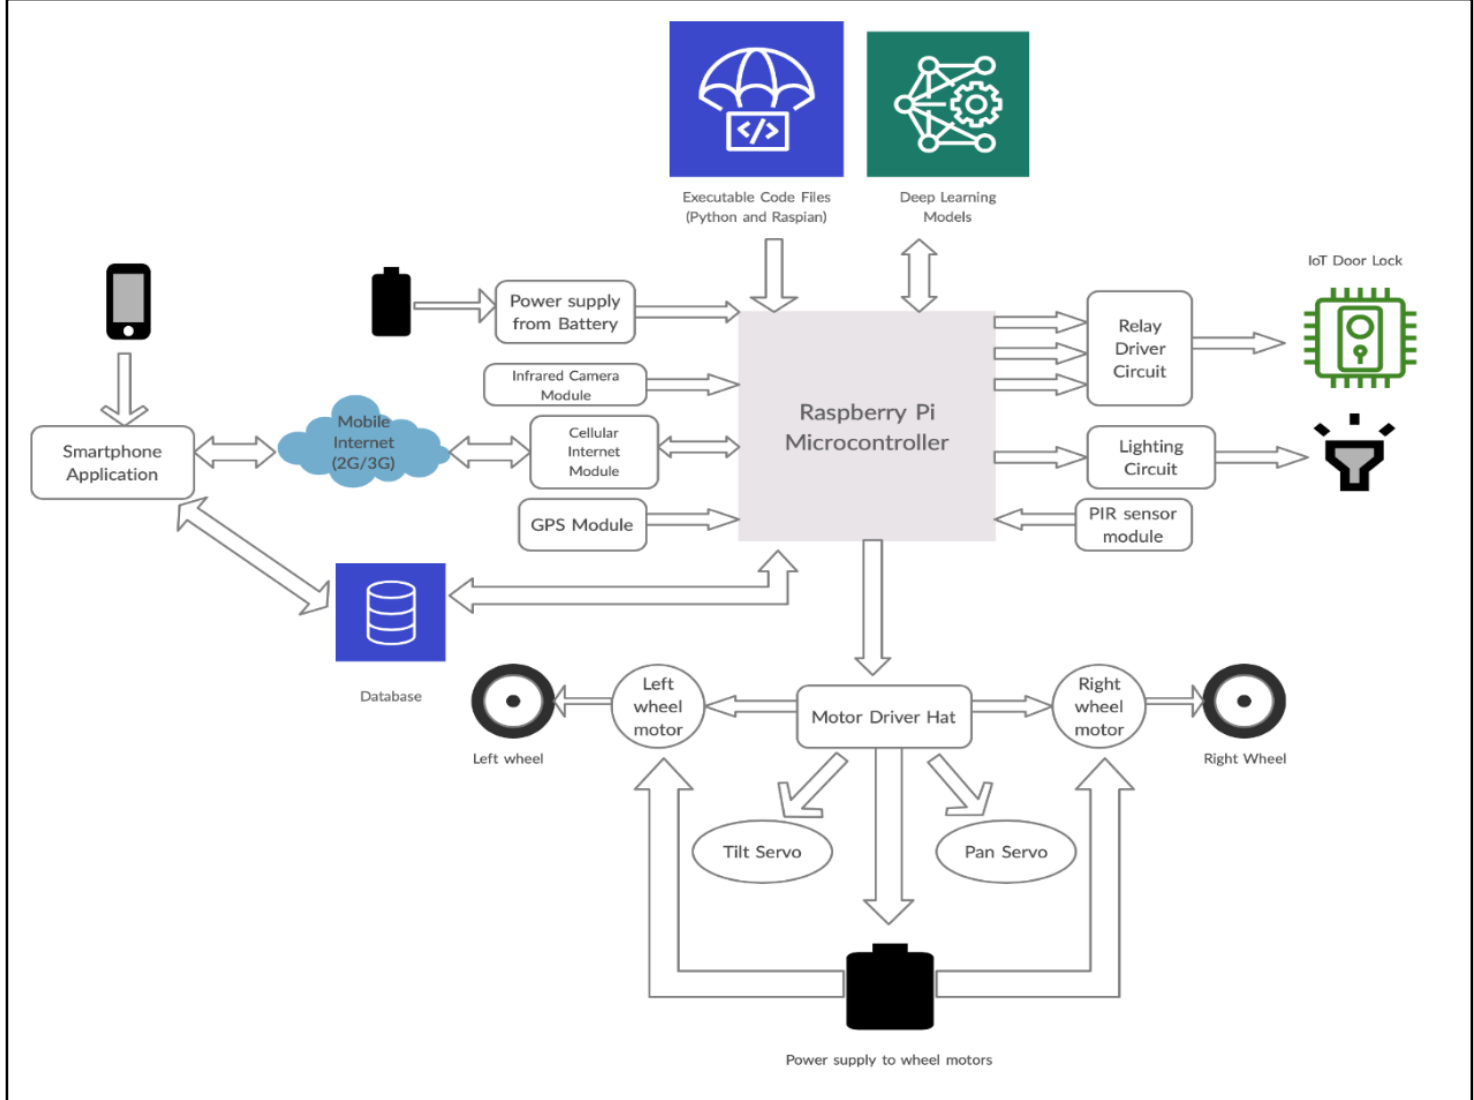 Executable Code Files
(Python and Raspian)
Deep Learning
Models
IoT Door Lock
Power supply
from Battery
Relay
Driver
Circuit
Infrared Camera
Module
Raspberry Pi
Microcontroller
Mobile
Internet
(2G/3G)
Cellular
Internet
Module
Smartphone
Application
Lighting
Circuit
GPS Module
PIR sensor
module
</>
Database
Left
wheel
motor
Motor Driver Hat
Right
wheel
motor
Left wheel
Right Wheel
Tilt Servo
Pan Servo
Power supply to wheel motors